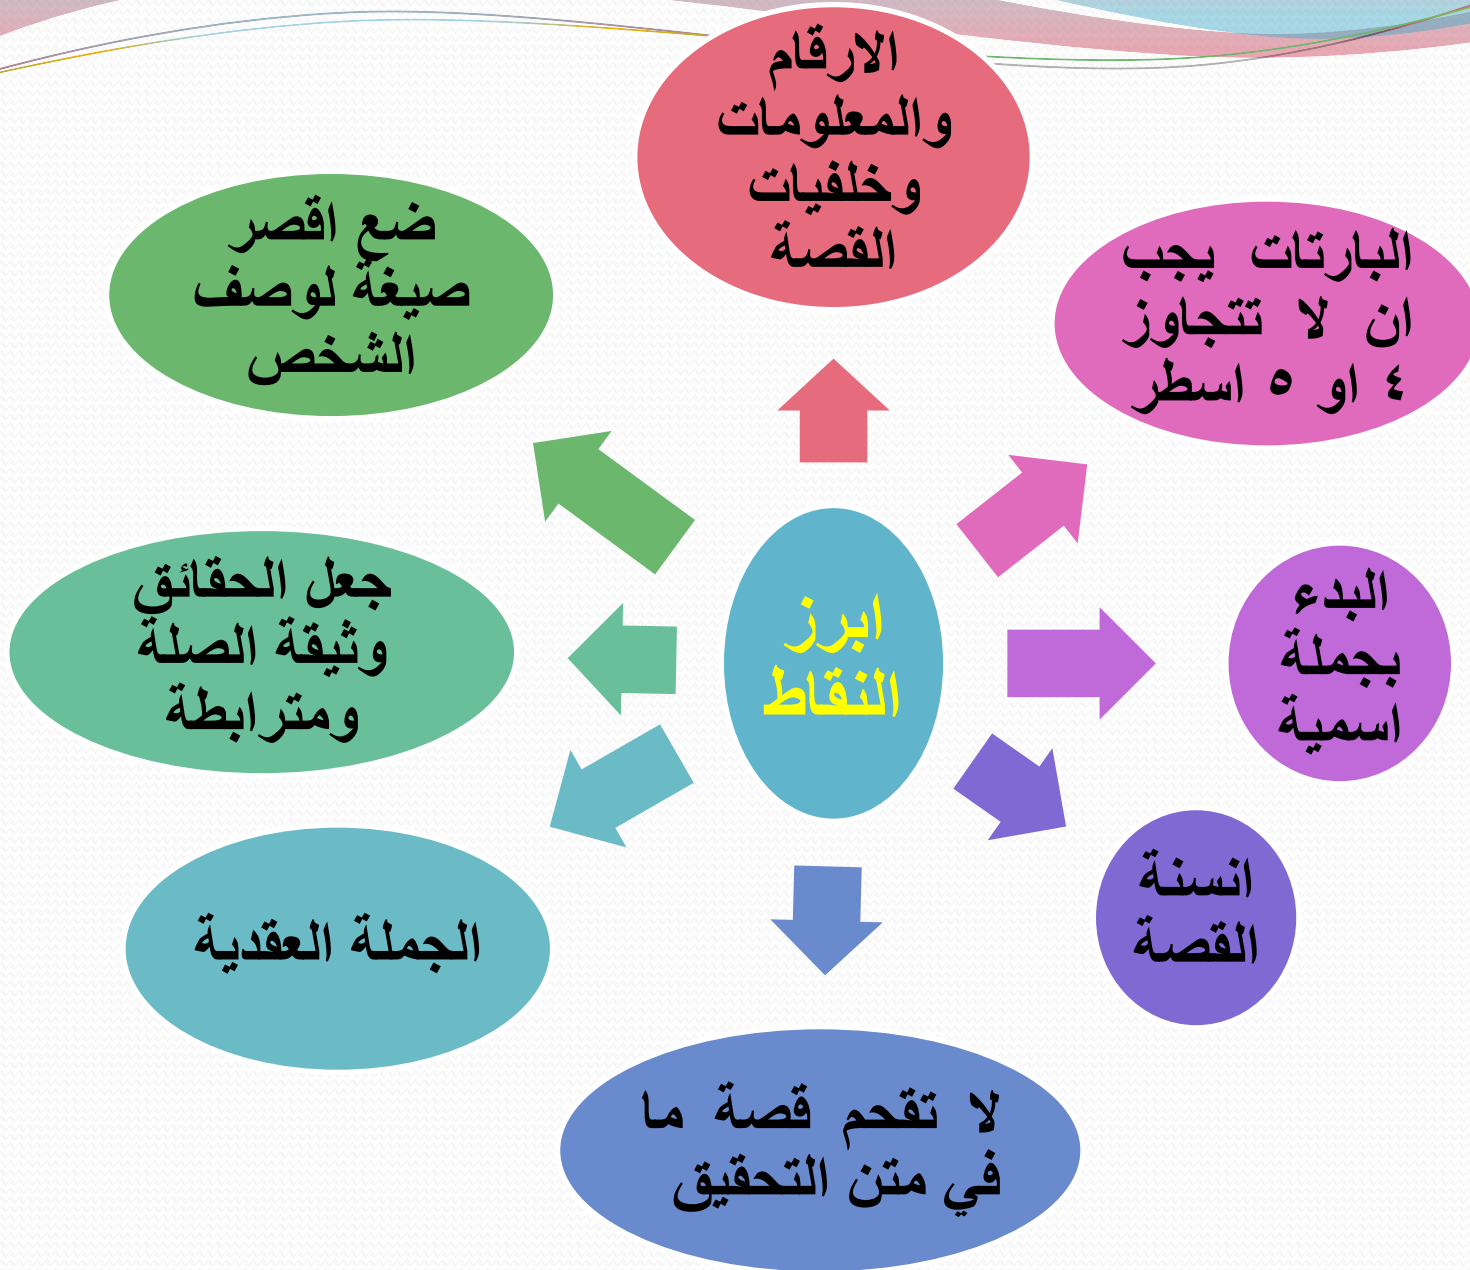 الارقام
والمعلومات
وخلفيات
القصة
البارتات يجب
ان لا تتجاوز
٤ او ٥ اسطر
البدء
بجملة
اسمية
انسنة
القصة
لا تقحم قصة ما
في متن التحقيق
الجملة العقدية
جعل الحقائق
وثيقة الصلة
ومترابطة
ضع اقصر
صيغة لوصف
الشخص
ابرز
النقاط